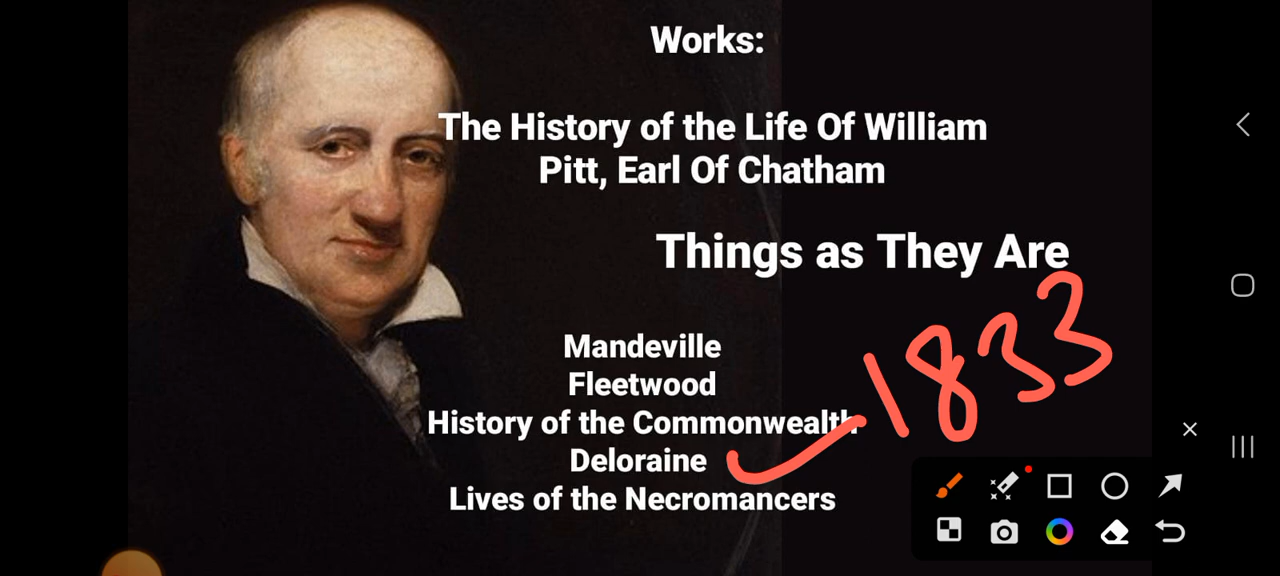 Works:
The History of the Life Of William
Pitt, Earl Of Chatham
Things as They Are
Mandeville
Fleetwood
History of the Commonwealth
Deloraine
1833
Lives of the Necromancers